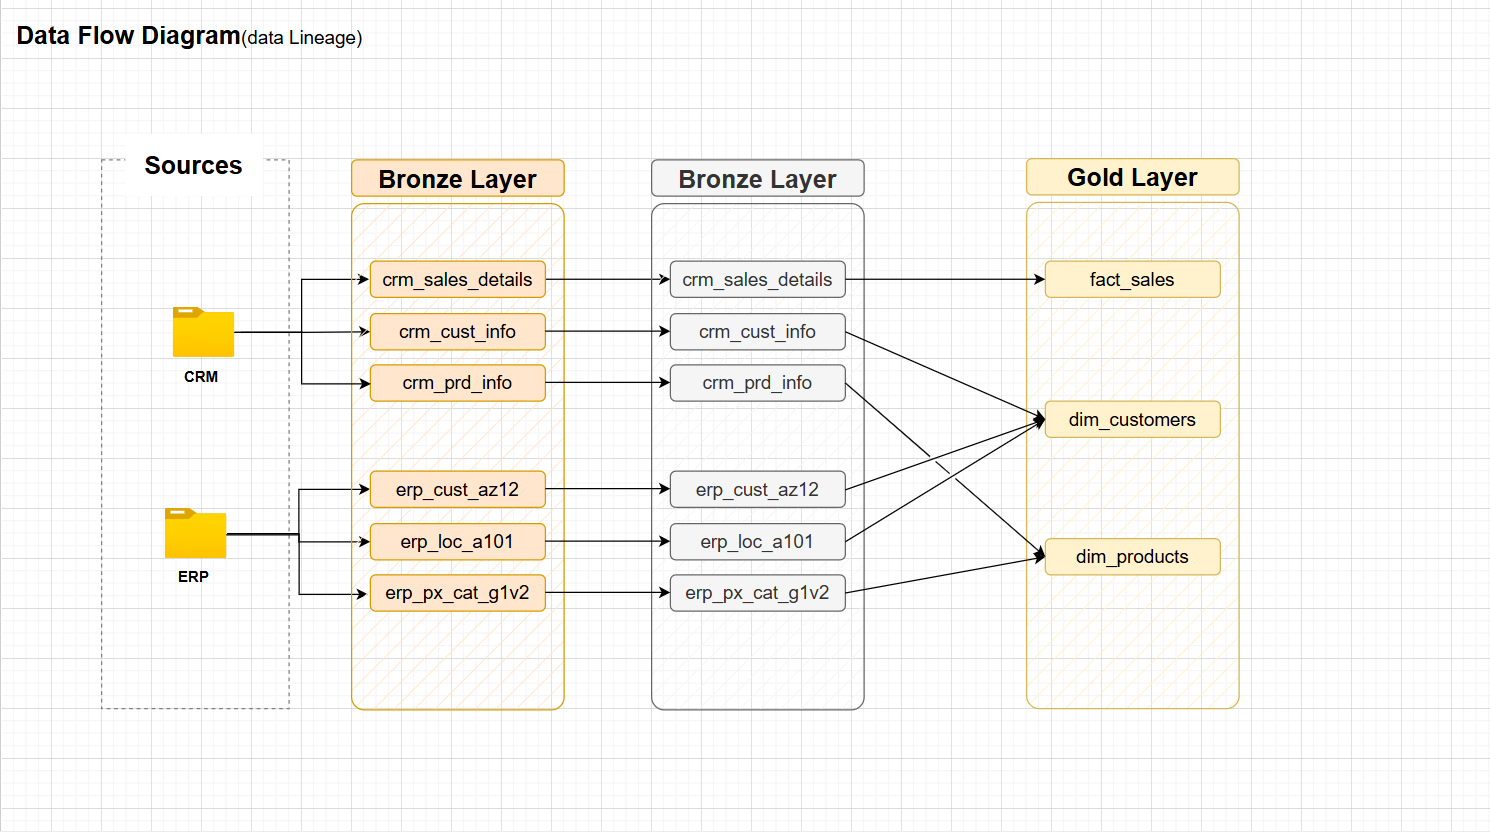 Data Flow Diagram(data Lineage)
Sources
CRM
ERP
Bronze Layer
crm_sales_details
crm_cust_info
crm_prd_info
erp_cust_az12
erp_loc_a101
erp_px_cat_g1v2
Bronze Layer
crm_sales_details
crm_cust_info
crm_prd_info
erp_cust_az12
erp_loc_a101
erp_px_cat_g1v2
Gold Layer
fact_sales
dim_customers
dim_products